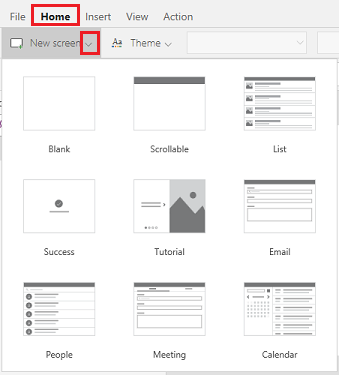 File Home Insert View Action
New screen Theme
Blank Scrollable List
Success Tutorial Email
People Meeting Calendar